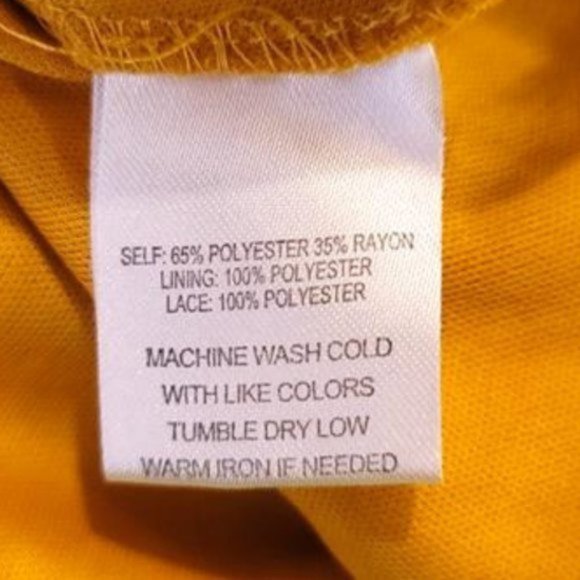 SELF: 65% POLYESTER 35% RAYON
LINING: 100% POLYESTER
LACE: 100% POLYESTER
MACHINE WASH COLD
WITH LIKE COLORS
TUMBLE DRY LOW
WARM IRON IF NEEDED